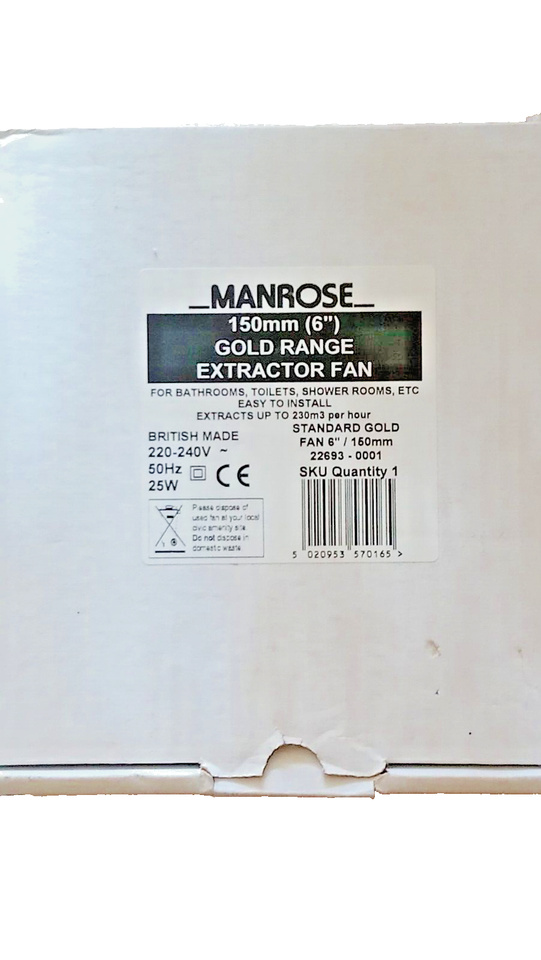 MANROSE
150mm (6")
GOLD RANGE
EXTRACTOR FAN
FOR BATHROOMS, TOILETS, SHOWER ROOMS, ETC
EASY TO INSTALL
EXTRACTS UP TO 230m3 per hour
BRITISH MADE
220-240V ~
50Hz
25W
CE
STANDARD GOLD
FAN 6" / 150mm
22693 - 0001
SKU Quantity 1
Please dispose of
used fan at your local
civic amenity site.
Do not dispose in
domestic waste.
5 020953 570165 >